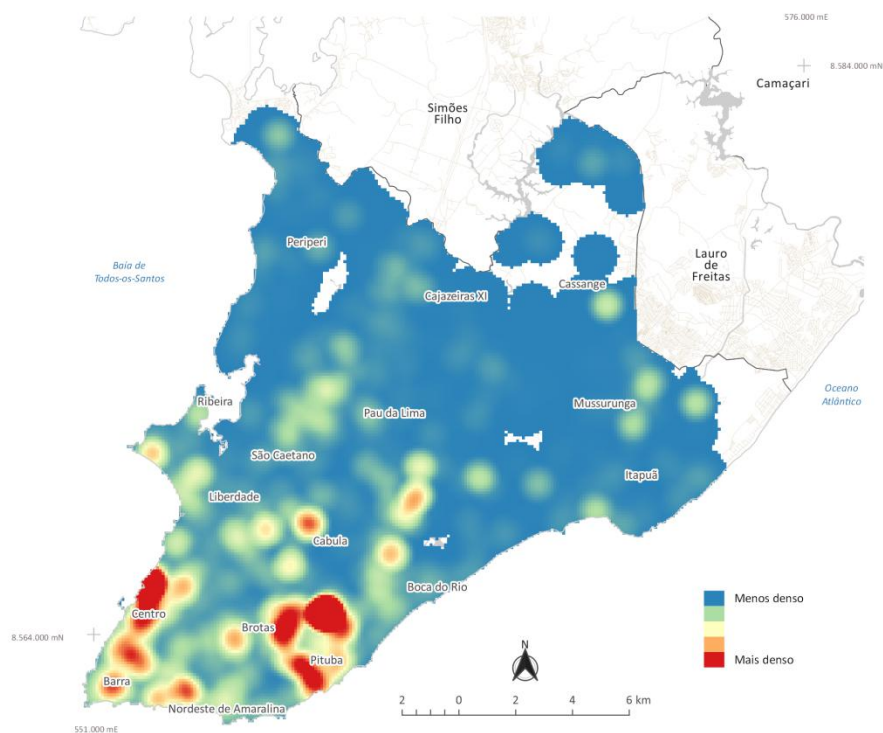 576.000 mE
8.584.000 mN
Camaçari
Simões
Filho
Periperi
Baía de
Todos-os-Santos
Lauro
de
Freitas
Cassange
Cajazeiras XI
Oceano
Atlântico
Ribeira
Pau da Lima
Mussurunga
São Caetano
Itapuã
Liberdade
Cabula
Boca do Rio
Menos denso
Centro
Brotas
8.564.000 mN
N
Pituba
Mais denso
Barra
Nordeste de Amaralina
2 0 2 4 6 km
551.000 mE